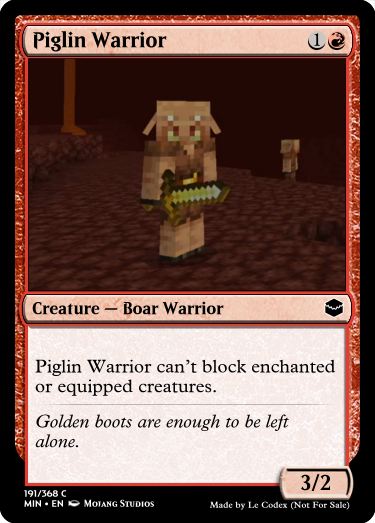 Piglin Warrior 1
Creature — Boar Warrior
Piglin Warrior can't block enchanted
or equipped creatures.
Golden boots are enough to be left
alone.
3/2
191/368 C
MIN • EN Mojang Studios
Made by Le Codex (Not For Sale)